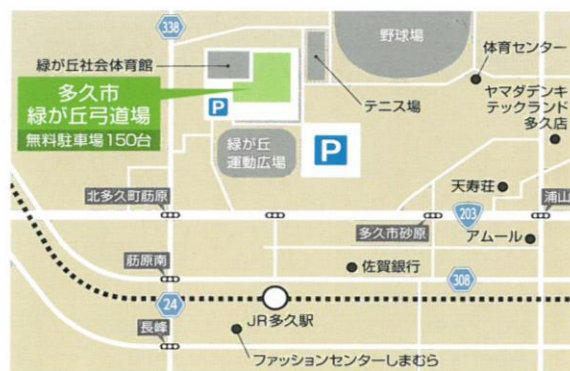 338
野球場
緑が丘社会体育館
体育センター
多久市
緑が丘弓道場
無料駐車場150台
P
テニス場
ヤマダデンキ
テックランド
多久店
緑が丘
運動広場
P
天寿荘
北多久町莇原
多久市砂原
203
浦山
アムール
莇原南
佐賀銀行
308
24
JR多久駅
長峰
ファッションセンターしまむら